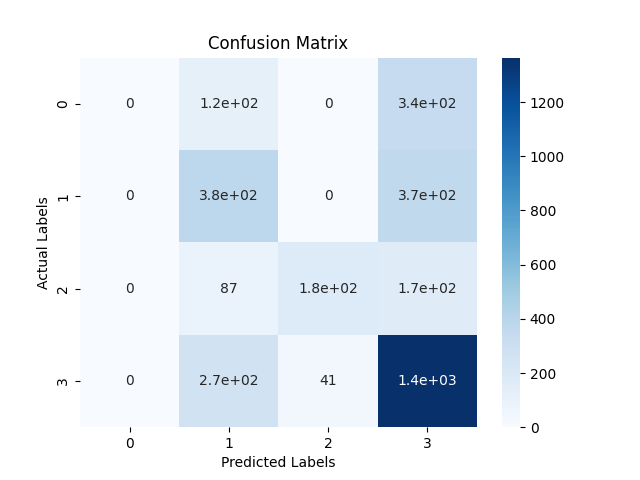 Confusion Matrix
Actual Labels
0 0 1.2e+02 0 3.4e+02
1 0 3.8e+02 0 3.7e+02
2 0 87 1.8e+02 1.7e+02
3 0 2.7e+02 41 1.4e+03
0 1 2 3
Predicted Labels
1200
1000
800
600
400
200
0